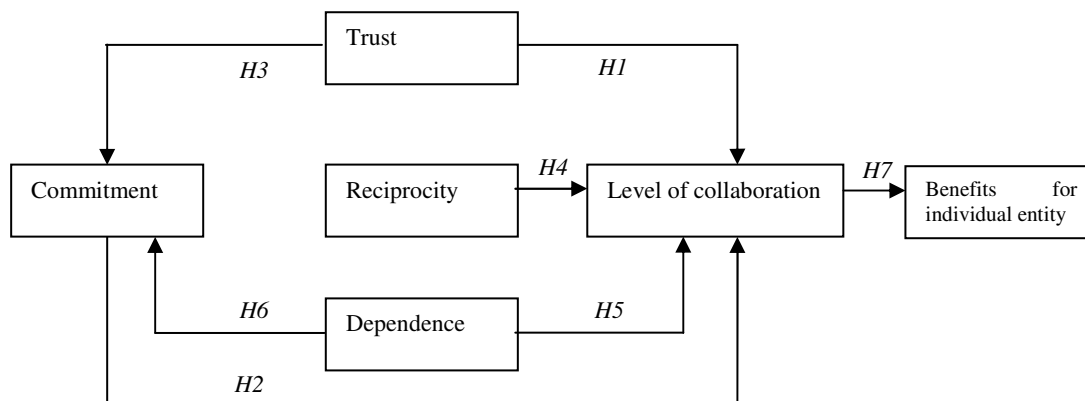 Trust
H3
H1
Commitment
Reciprocity
H4
Level of collaboration
H7
Benefits for
individual entity
H6
Dependence
H5
H2